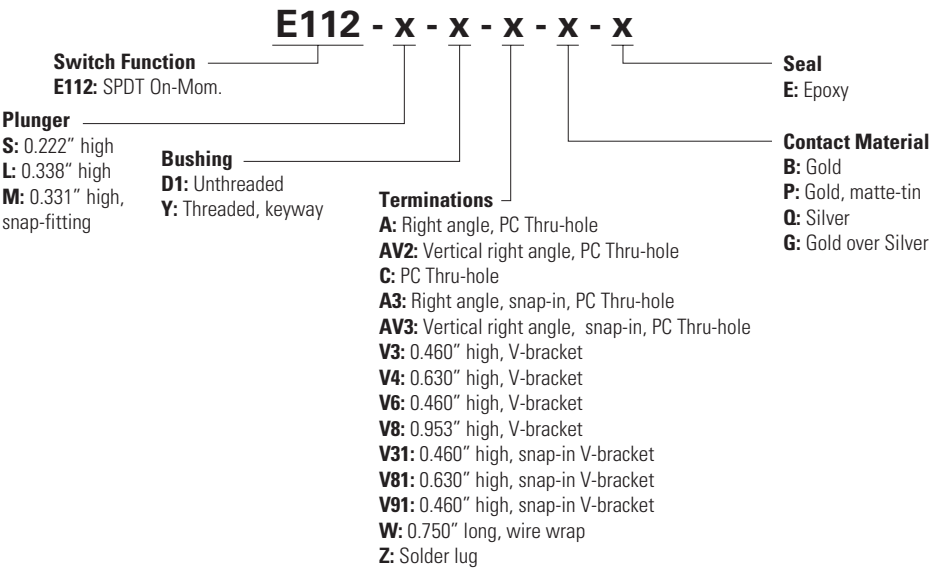 E112 - x - x - x - x - x
Switch Function
E112: SPDT On-Mom.
Plunger
S: 0.222” high
L: 0.338” high
M: 0.331” high,
snap-fitting
Bushing
D1: Unthreaded
Y: Threaded, keyway
Terminations
A: Right angle, PC Thru-hole
AV2: Vertical right angle, PC Thru-hole
C: PC Thru-hole
A3: Right angle, snap-in, PC Thru-hole
AV3: Vertical right angle, snap-in, PC Thru-hole
V3: 0.460” high, V-bracket
V4: 0.630” high, V-bracket
V6: 0.460” high, V-bracket
V8: 0.953” high, V-bracket
V31: 0.460” high, snap-in V-bracket
V81: 0.630” high, snap-in V-bracket
V91: 0.460” high, snap-in V-bracket
W: 0.750” long, wire wrap
Z: Solder lug
Seal
E: Epoxy
Contact Material
B: Gold
P: Gold, matte-tin
Q: Silver
G: Gold over Silver